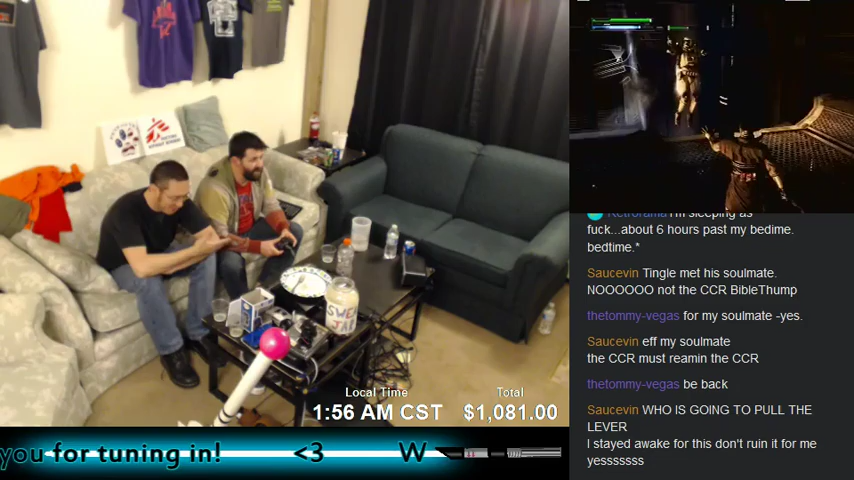 SWEAR
JAR
Local Time
Total
1:56 AM CST
$1,081.00
you for tuning in!
<3
W
Retrorama I'm sleeping as
fuck...about 6 hours past my bedime.
bedtime.*
Saucevin Tingle met his soulmate.
NOOOOOO not the CCR BibleThump
thetommy-vegas for my soulmate -yes.
Saucevin eff my soulmate
the CCR must reamin the CCR
thetommy-vegas be back
Saucevin WHO IS GOING TO PULL THE
LEVER
I stayed awake for this don't ruin it for me
yesssssss